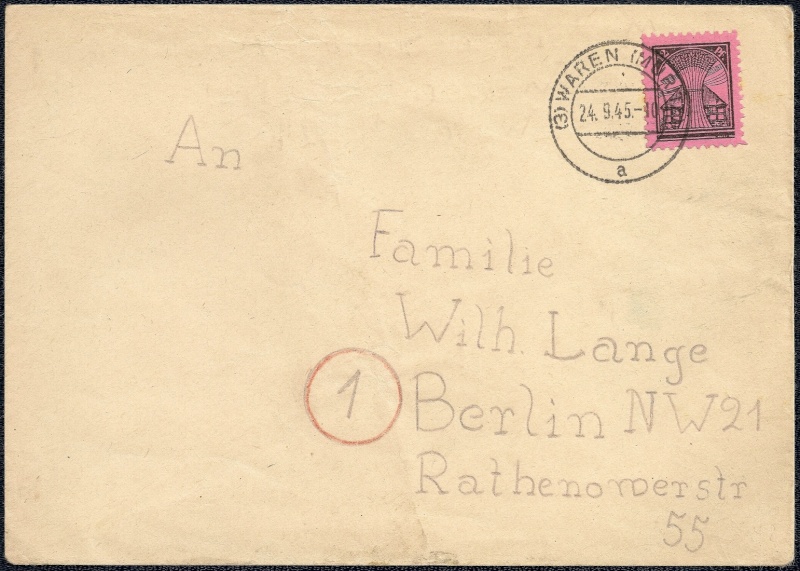 (3) WAREN (MÜRITZ)
24. 9.45.-10
a
An
Familie
Wilh. Lange
1 Berlin NW21
Rathenowerstr
55